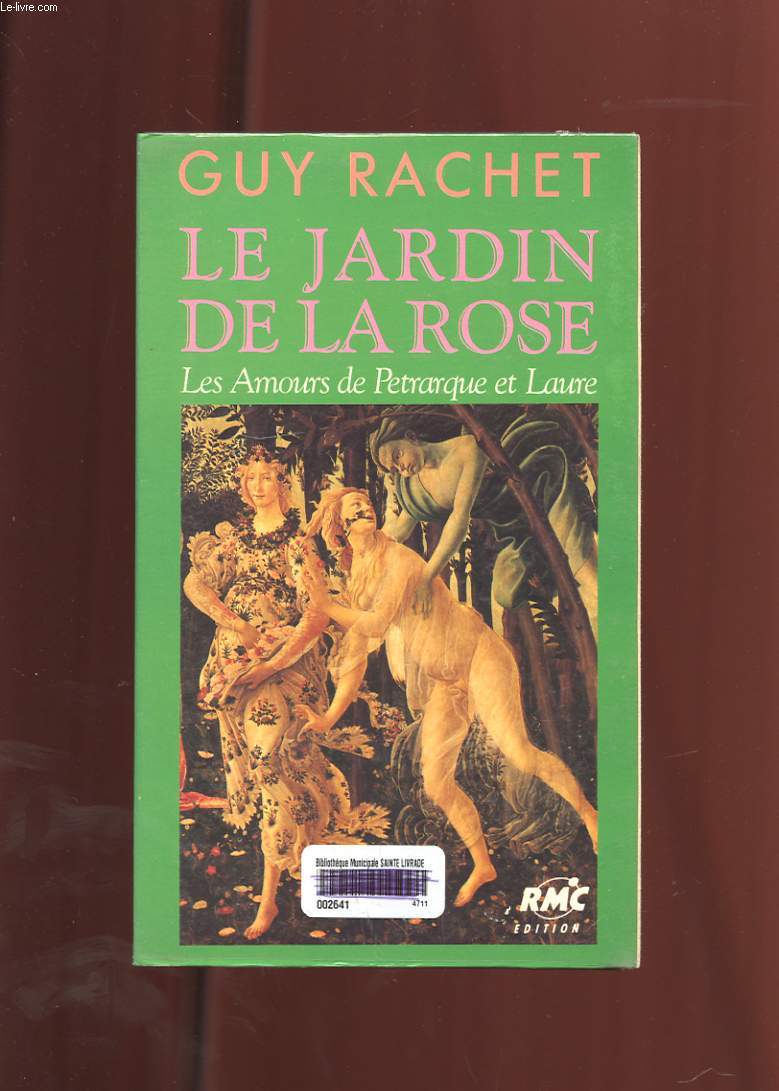 Le-livre.com
GUY RACHET
LE JARDIN
DE LA ROSE
Les Amours de Petrarque et Laure
Bibliothèque Municipale SAINTE LIVRADE
002641 4711
RMC
EDITION